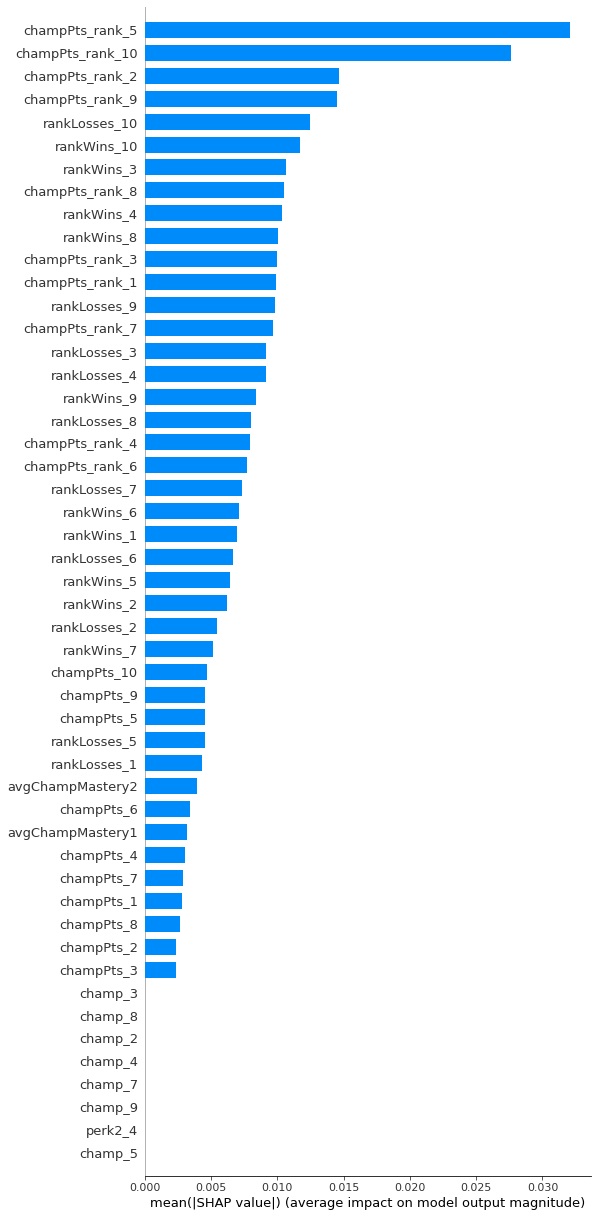 champPts_rank_5
champPts_rank_10
champPts_rank_2
champPts_rank_9
rankLosses_10
rankWins_10
rankWins_3
champPts_rank_8
rankWins_4
rankWins_8
champPts_rank_3
champPts_rank_1
rankLosses_9
champPts_rank_7
rankLosses_3
rankLosses_4
rankWins_9
rankLosses_8
champPts_rank_4
champPts_rank_6
rankLosses_7
rankWins_6
rankWins_1
rankLosses_6
rankWins_5
rankWins_2
rankLosses_2
rankWins_7
champPts_10
champPts_9
champPts_5
rankLosses_5
rankLosses_1
avgChampMastery2
champPts_6
avgChampMastery1
champPts_4
champPts_7
champPts_1
champPts_8
champPts_2
champPts_3
champ_3
champ_8
champ_2
champ_4
champ_7
champ_9
perk2_4
champ_5
0.000 0.005 0.010 0.015 0.020 0.025 0.030
mean(|SHAP value|) (average impact on model output magnitude)